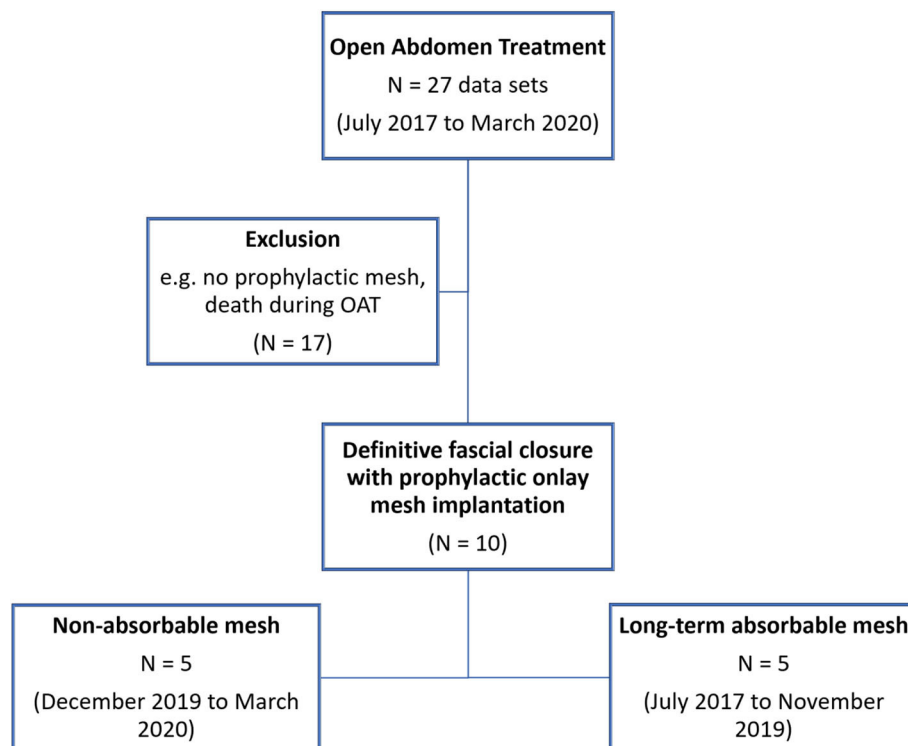 Open Abdomen Treatment
N = 27 data sets
(July 2017 to March 2020)
Exclusion
e.g. no prophylactic mesh,
death during OAT
(N = 17)
Definitive fascial closure
with prophylactic onlay
mesh implantation
(N = 10)
Non-absorbable mesh
N = 5
(December 2019 to March
2020)
Long-term absorbable mesh
N = 5
(July 2017 to November
2019)